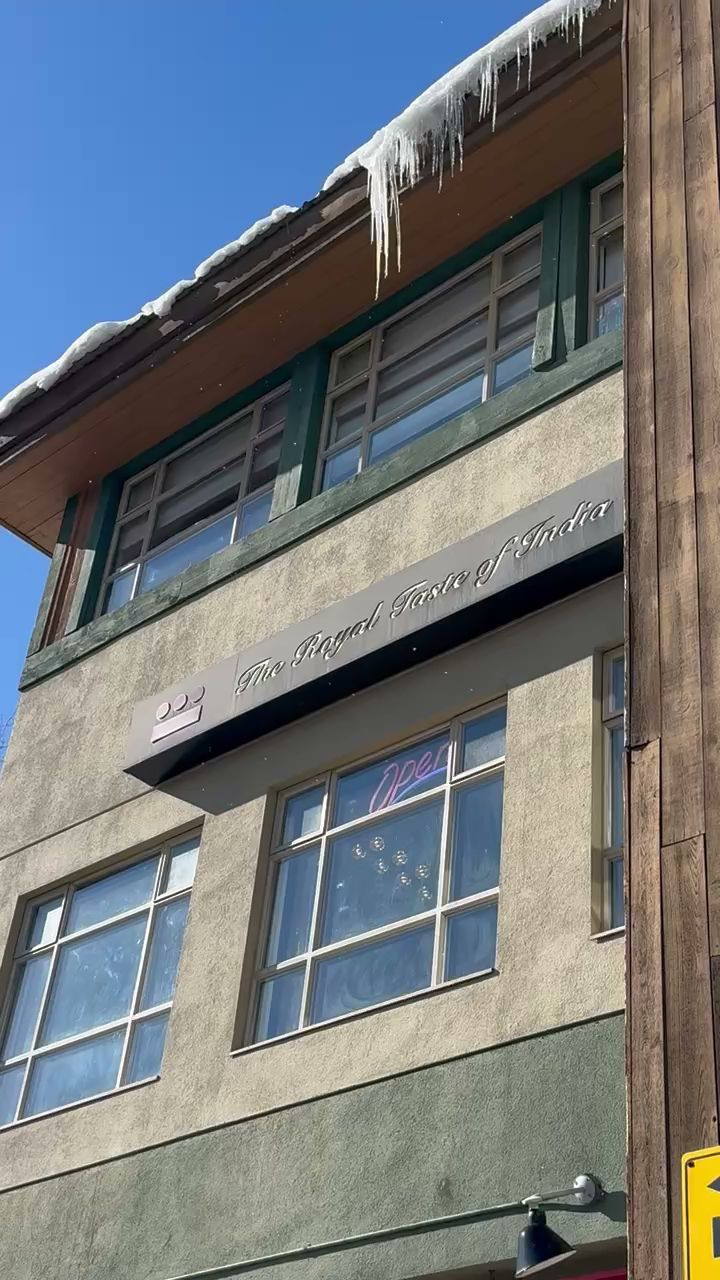 The Royal Taste of India
Open